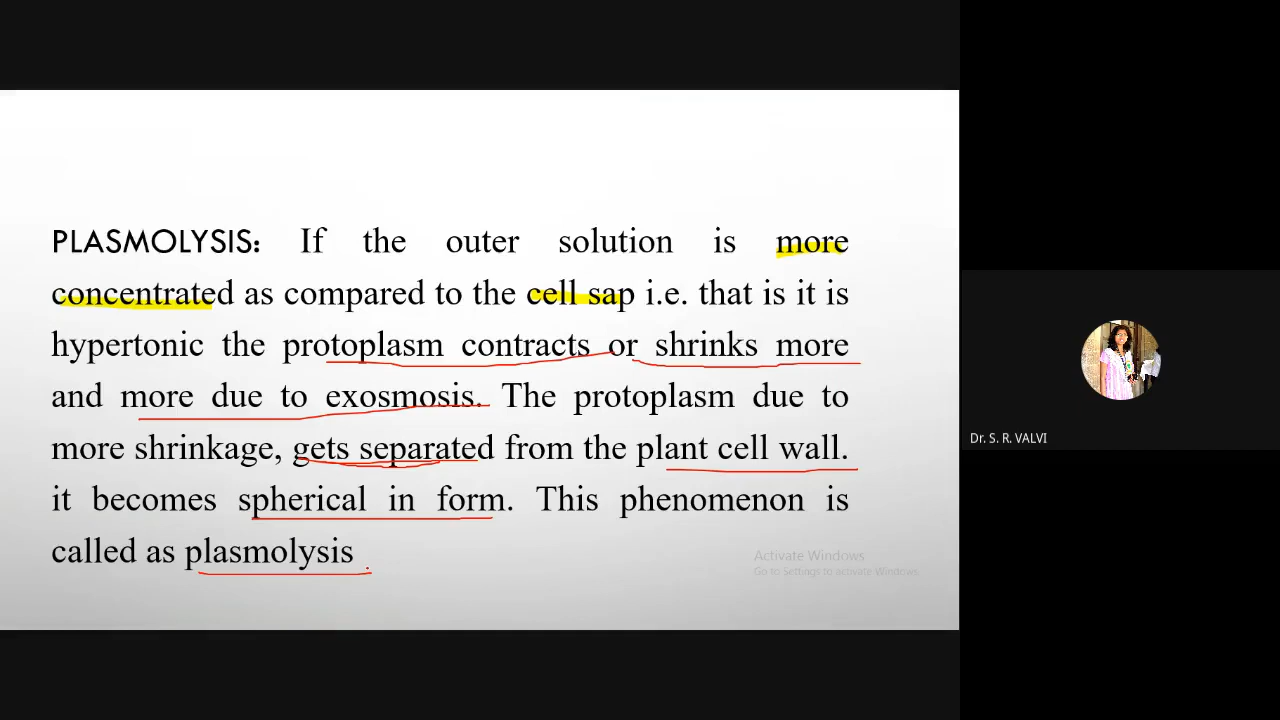 PLASMOLYSIS: If the outer solution is more
concentrated as compared to the cell sap i.e. that is it is
hypertonic the protoplasm contracts or shrinks more
and more due to exosmosis. The protoplasm due to
more shrinkage, gets separated from the plant cell wall.
it becomes spherical in form. This phenomenon is
called as plasmolysis .
Activate Windows
Go to Settings to activate Windows.
Dr. S. R. VALVI